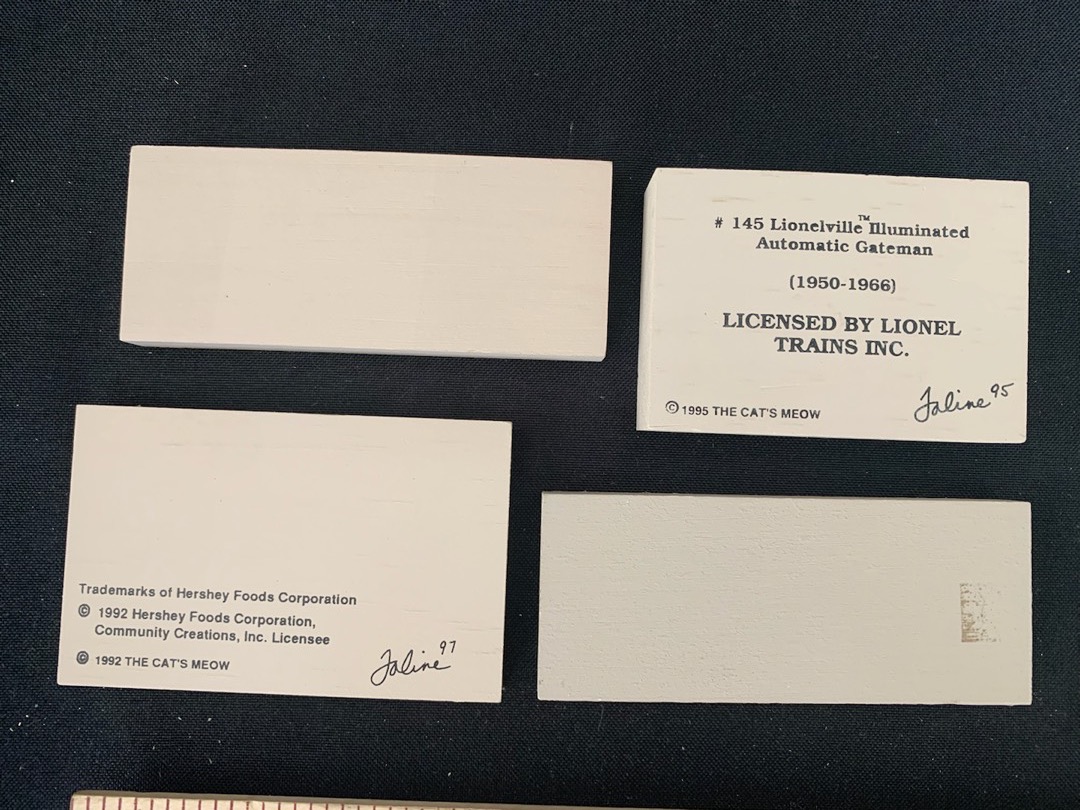 # 145 Lionelville™ Illuminated
Automatic Gateman
(1950-1966)
LICENSED BY LIONEL
TRAINS INC.
© 1995 THE CAT'S MEOW
Faline 95
Trademarks of Hershey Foods Corporation
© 1992 Hershey Foods Corporation,
Community Creations, Inc. Licensee
© 1992 THE CAT'S MEOW
Faline 97